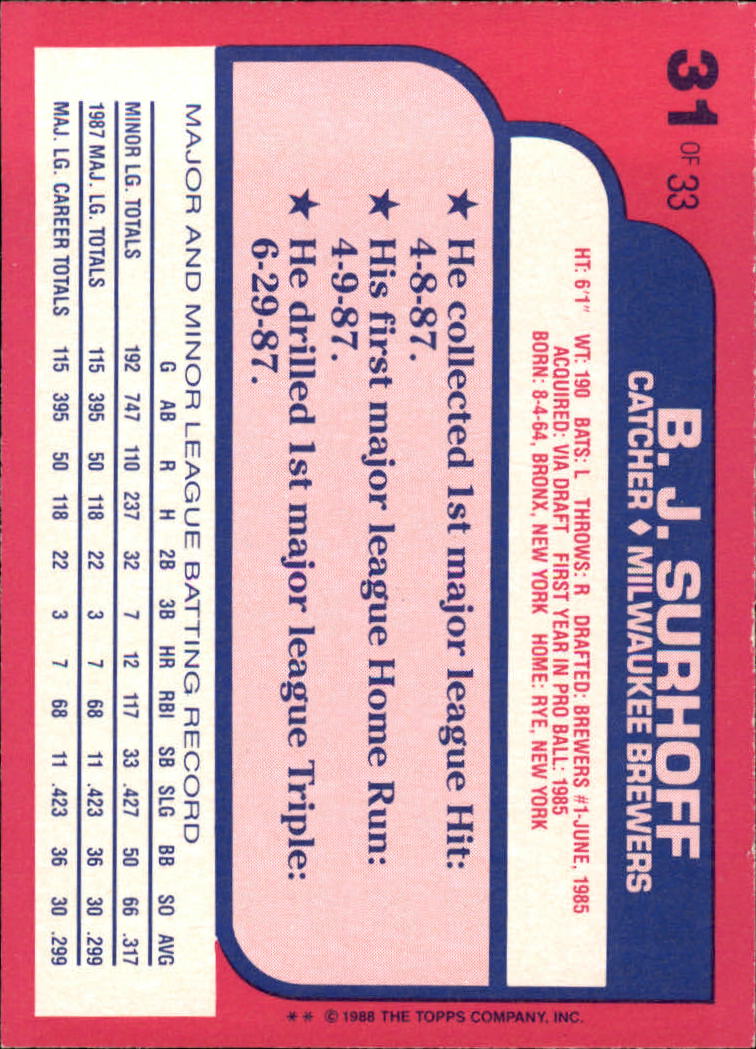 31 OF 33
B. J. SURHOFF
CATCHER ♦ MILWAUKEE BREWERS
HT: 6'1" WT: 190 BATS: L THROWS: R DRAFTED: BREWERS #1-JUNE, 1985
ACQUIRED: VIA DRAFT FIRST YEAR IN PRO BALL: 1985
BORN: 8-4-64, BRONX, NEW YORK HOME: RYE, NEW YORK
★ He collected 1st major league Hit:
4-8-87.
★ His first major league Home Run:
4-9-87.
★ He drilled 1st major league Triple:
6-29-87.
MAJOR AND MINOR LEAGUE BATTING RECORD
G AB R H 2B 3B HR RBI SB SLG BB SO AVG
MINOR LG. TOTALS 192 747 110 237 32 7 12 117 33 .427 50 66 .317
1987 MAJ. LG. TOTALS 115 395 50 118 22 3 7 68 11 .423 36 30 .299
MAJ. LG. CAREER TOTALS 115 395 50 118 22 3 7 68 11 .423 36 30 .299
** © 1988 THE TOPPS COMPANY, INC.